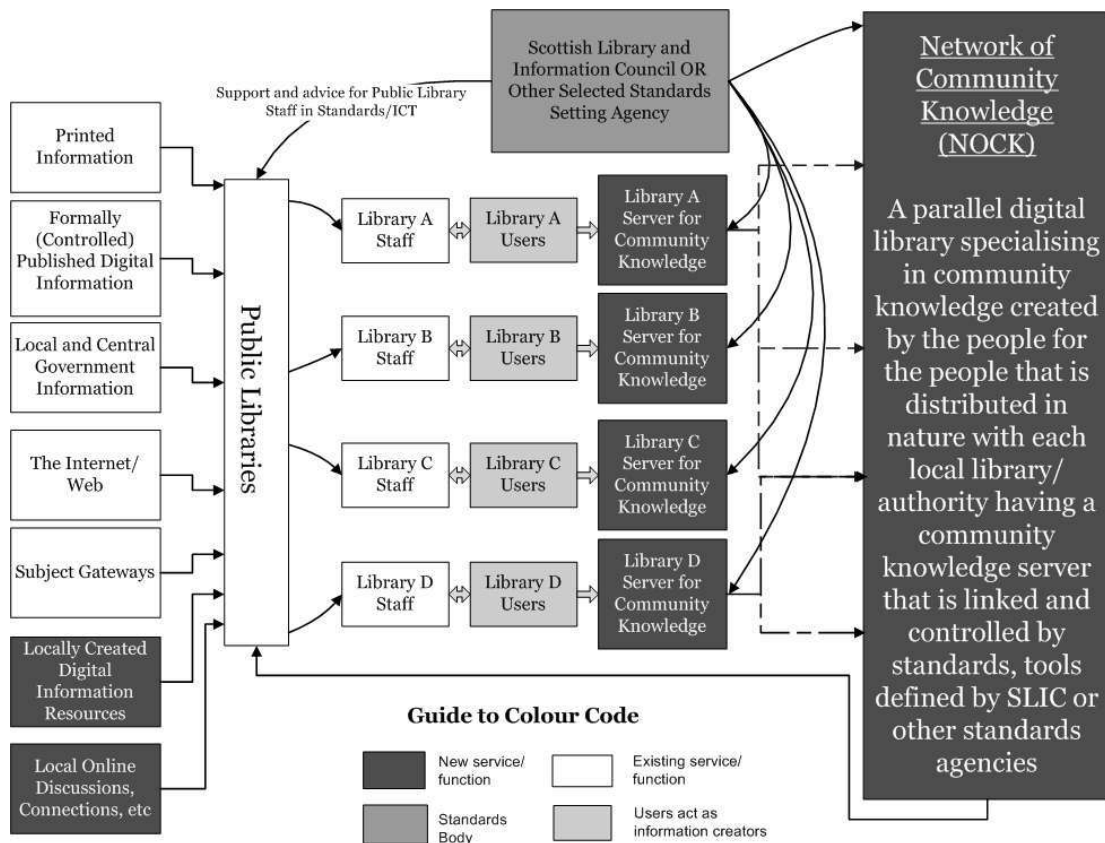 Scottish Library and
Information Council OR
Other Selected Standards
Setting Agency
Support and advice for Public Library
Staff in Standards/ICT
Printed
Information
Formally
(Controlled)
Published Digital
Information
Local and Central
Government
Information
The Internet/
Web
Subject Gateways
Locally Created
Digital
Information
Resources
Local Online
Discussions,
Connections, etc
Public Libraries
Library A
Staff
Library A
Users
Library A
Server for
Community
Knowledge
Library B
Staff
Library B
Users
Library B
Server for
Community
Knowledge
Library C
Staff
Library C
Users
Library C
Server for
Community
Knowledge
Library D
Staff
Library D
Users
Library D
Server for
Community
Knowledge
Network of
Community
Knowledge
(NOCK)
A parallel digital
library specialising
in community
knowledge created
by the people for
the people that is
distributed in
nature with each
local library/
authority having a
community
knowledge server
that is linked and
controlled by
standards, tools
defined by SLIC or
other standards
agencies
Guide to Colour Code
New service/
function
Existing service/
function
Standards
Body
Users act as
information creators